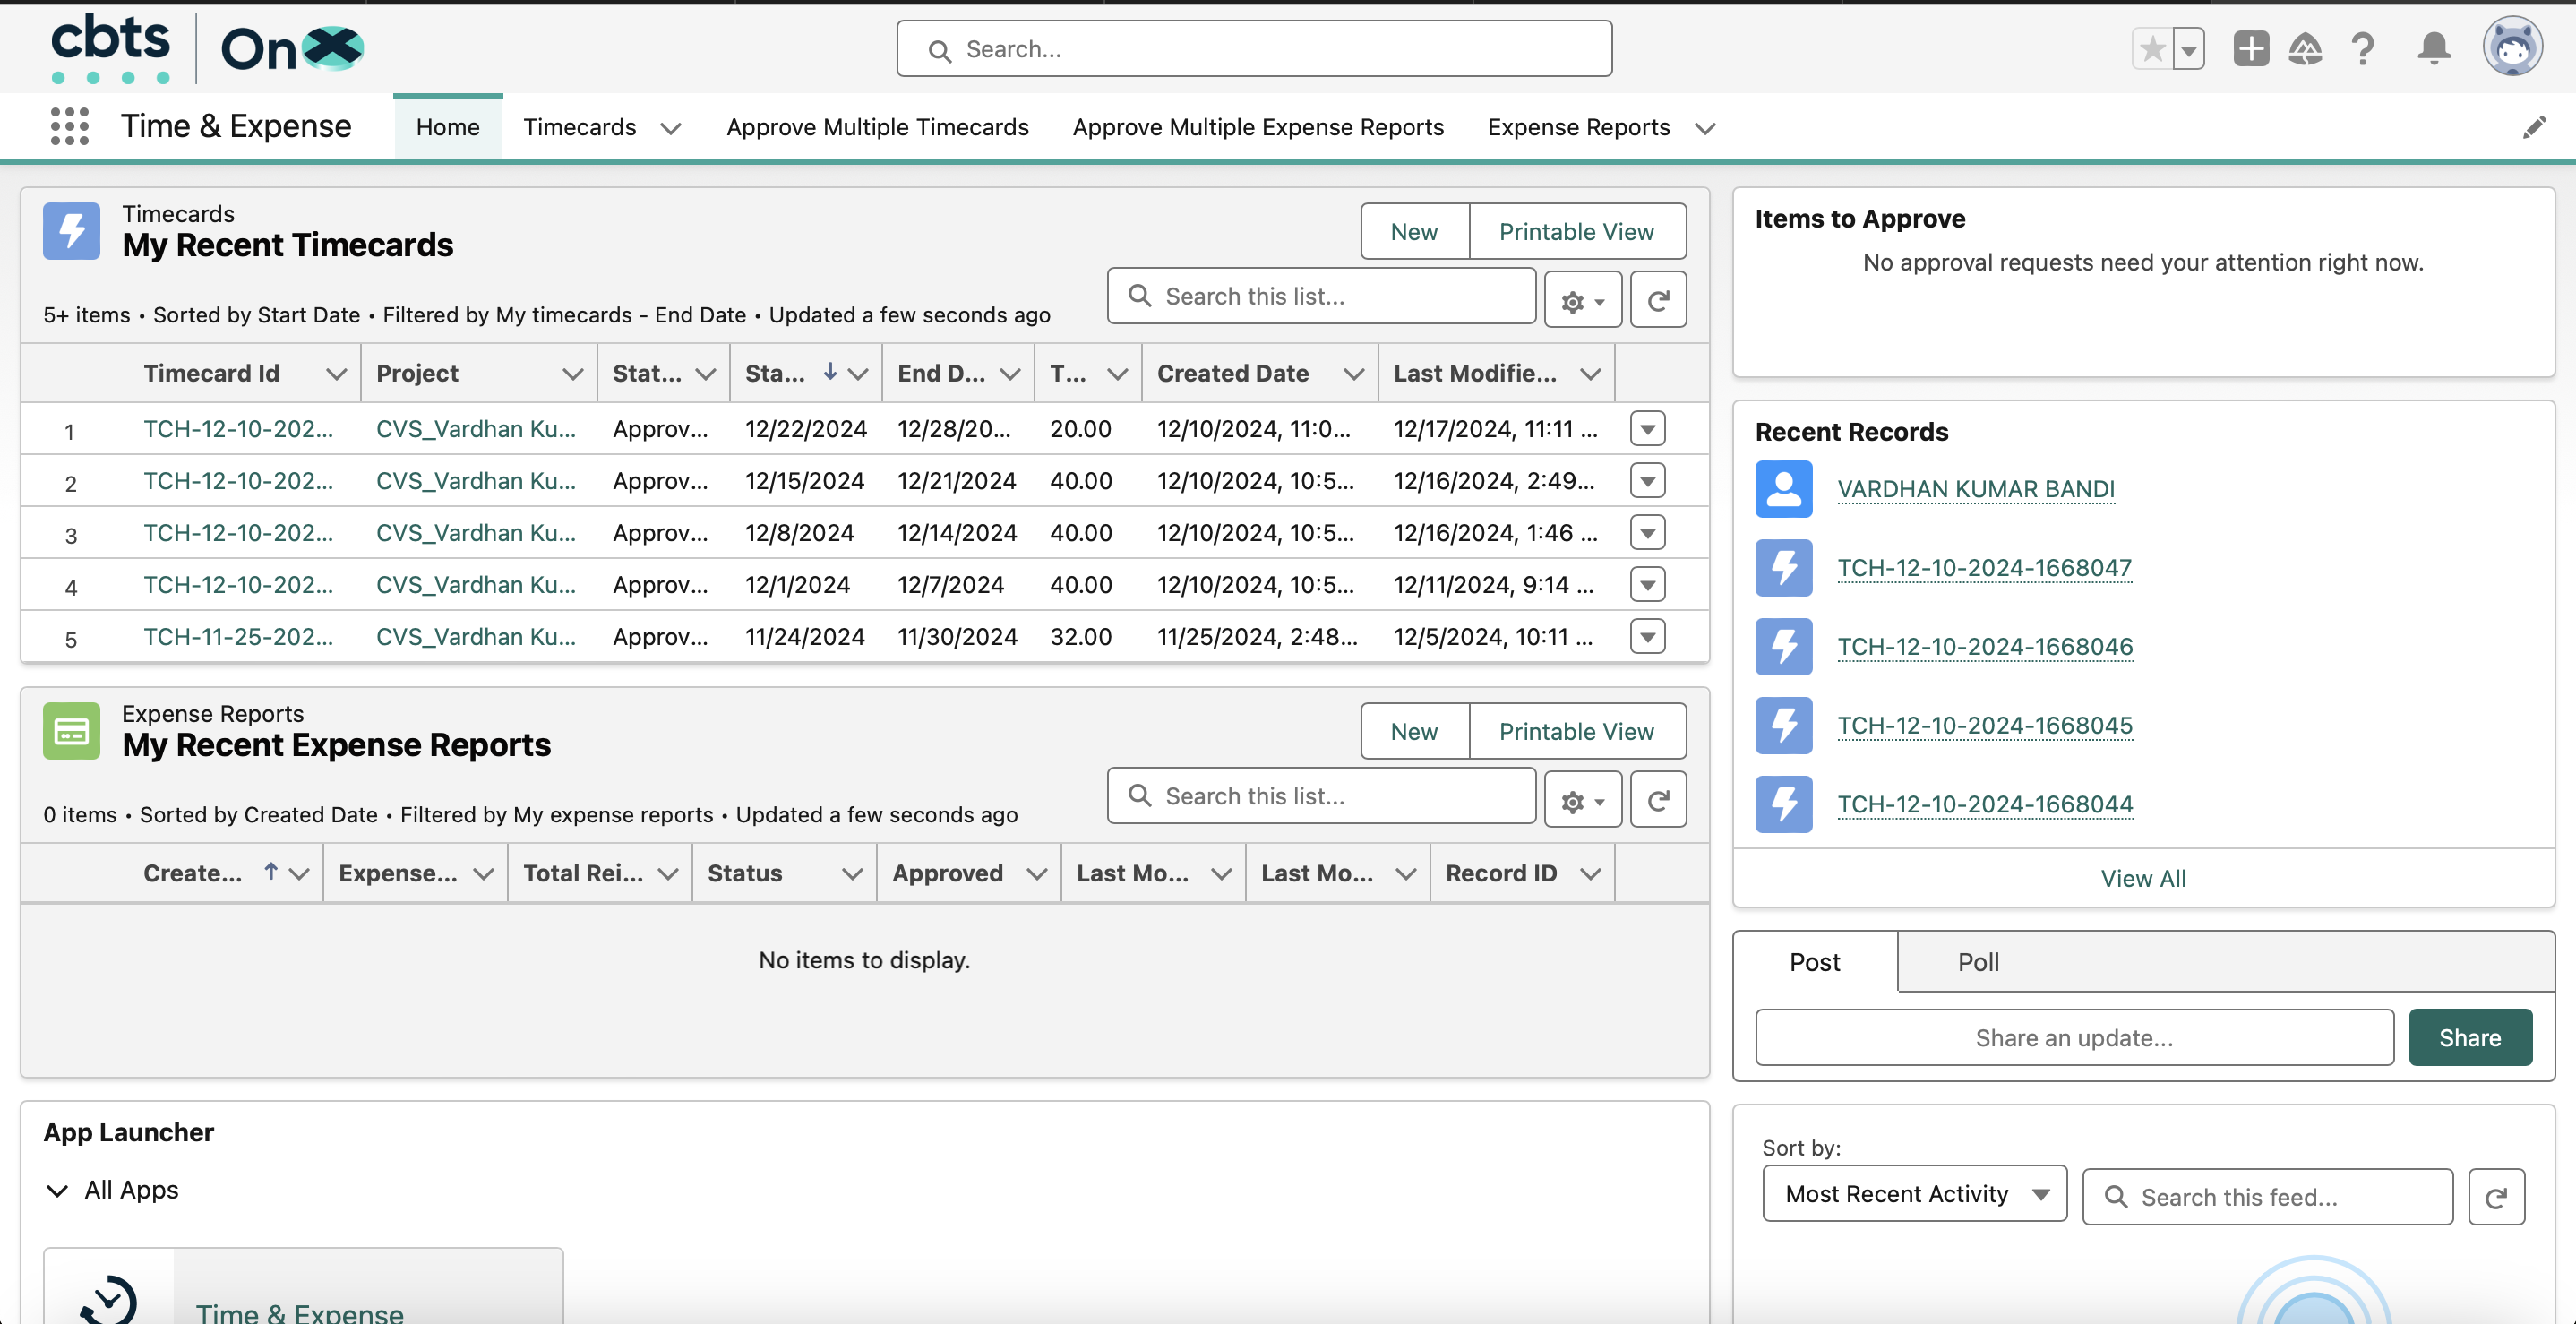 cbts OnX
Search...
Time & Expense
Home
Timecards
Approve Multiple Timecards
Approve Multiple Expense Reports
Expense Reports
Timecards
My Recent Timecards
New
Printable View
5+ items • Sorted by Start Date • Filtered by My timecards - End Date • Updated a few seconds ago
Search this list...
Timecard Id Project Stat... Sta... End D... T... Created Date Last Modifie...
1 TCH-12-10-202... CVS_Vardhan Ku... Approv... 12/22/2024 12/28/20... 20.00 12/10/2024, 11:0... 12/17/2024, 11:11 ...
2 TCH-12-10-202... CVS_Vardhan Ku... Approv... 12/15/2024 12/21/2024 40.00 12/10/2024, 10:5... 12/16/2024, 2:49...
3 TCH-12-10-202... CVS_Vardhan Ku... Approv... 12/8/2024 12/14/2024 40.00 12/10/2024, 10:5... 12/16/2024, 1:46 ...
4 TCH-12-10-202... CVS_Vardhan Ku... Approv... 12/1/2024 12/7/2024 40.00 12/10/2024, 10:5... 12/11/2024, 9:14 ...
5 TCH-11-25-202... CVS_Vardhan Ku... Approv... 11/24/2024 11/30/2024 32.00 11/25/2024, 2:48... 12/5/2024, 10:11 ...
Expense Reports
My Recent Expense Reports
New
Printable View
0 items • Sorted by Created Date • Filtered by My expense reports • Updated a few seconds ago
Search this list...
Create... Expense... Total Rei... Status Approved Last Mo... Last Mo... Record ID
No items to display.
App Launcher
All Apps
Time & Expense
Items to Approve
No approval requests need your attention right now.
Recent Records
VARDHAN KUMAR BANDI
TCH-12-10-2024-1668047
TCH-12-10-2024-1668046
TCH-12-10-2024-1668045
TCH-12-10-2024-1668044
View All
Post
Poll
Share an update...
Share
Sort by:
Most Recent Activity
Search this feed...